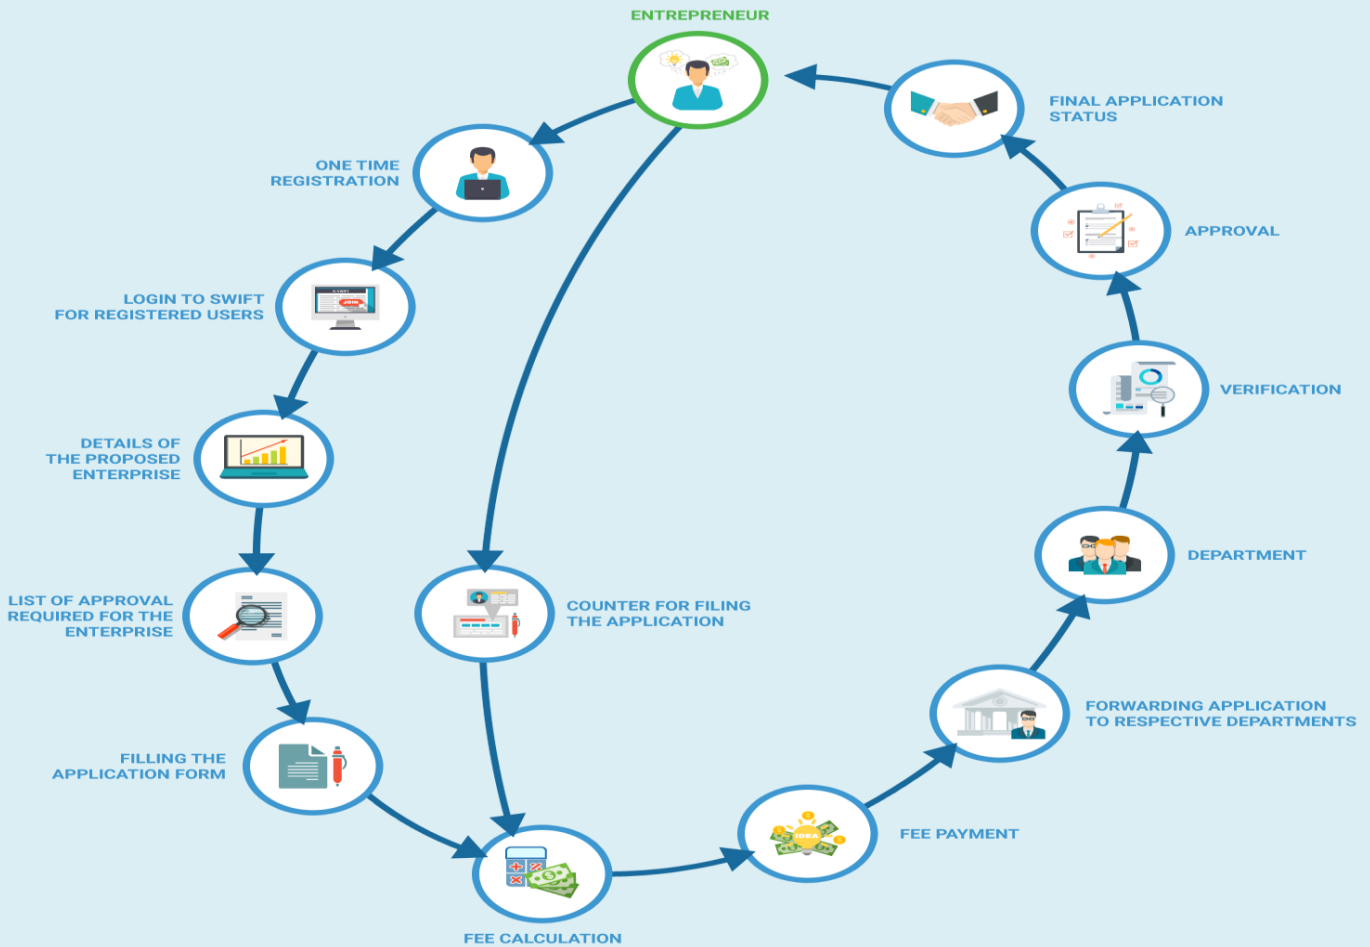 ENTREPRENEUR
ONE TIME
REGISTRATION
LOGIN TO SWIFT
FOR REGISTERED USERS
JOIN
DETAILS OF
THE PROPOSED
ENTERPRISE
LIST OF APPROVAL
REQUIRED FOR THE
ENTERPRISE
FILLING THE
APPLICATION FORM
COUNTER FOR FILING
THE APPLICATION
FEE CALCULATION
IDEA
FEE PAYMENT
FORWARDING APPLICATION
TO RESPECTIVE DEPARTMENTS
DEPARTMENT
VERIFICATION
APPROVAL
FINAL APPLICATION
STATUS